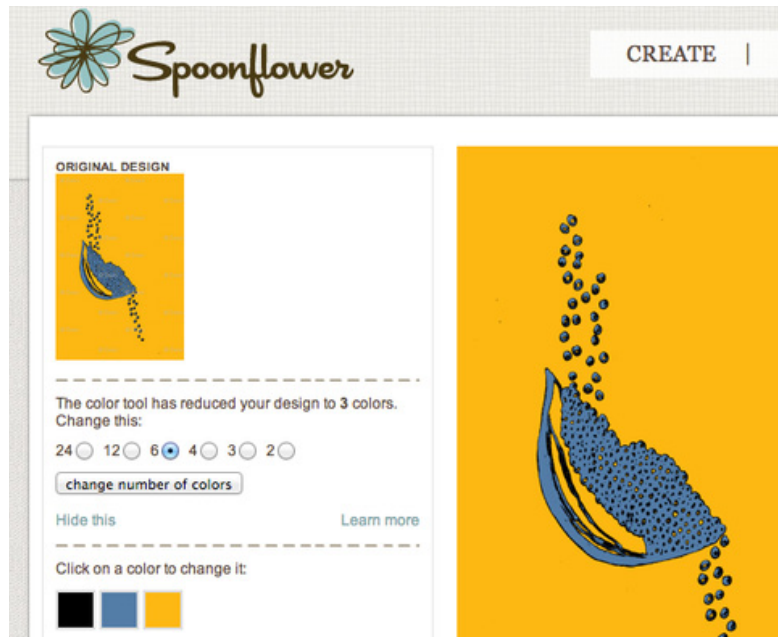 Spoonflower
CREATE |
ORIGINAL DESIGN
The color tool has reduced your design to 3 colors.
Change this:
24 12 6 4 3 2
change number of colors
Hide this Learn more
Click on a color to change it: